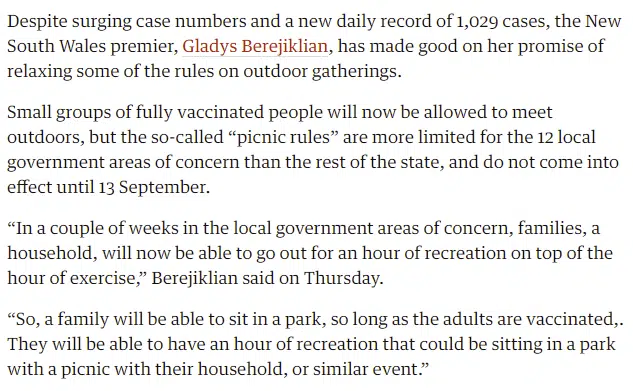 Despite surging case numbers and a new daily record of 1,029 cases, the New
South Wales premier, Gladys Berejiklian, has made good on her promise of
relaxing some of the rules on outdoor gatherings.
Small groups of fully vaccinated people will now be allowed to meet
outdoors, but the so-called “picnic rules” are more limited for the 12 local
government areas of concern than the rest of the state, and do not come into
effect until 13 September.
“In a couple of weeks in the local government areas of concern, families, a
household, will now be able to go out for an hour of recreation on top of the
hour of exercise,” Berejiklian said on Thursday.
“So, a family will be able to sit in a park, so long as the adults are vaccinated,.
They will be able to have an hour of recreation that could be sitting in a park
with a picnic with their household, or similar event.”